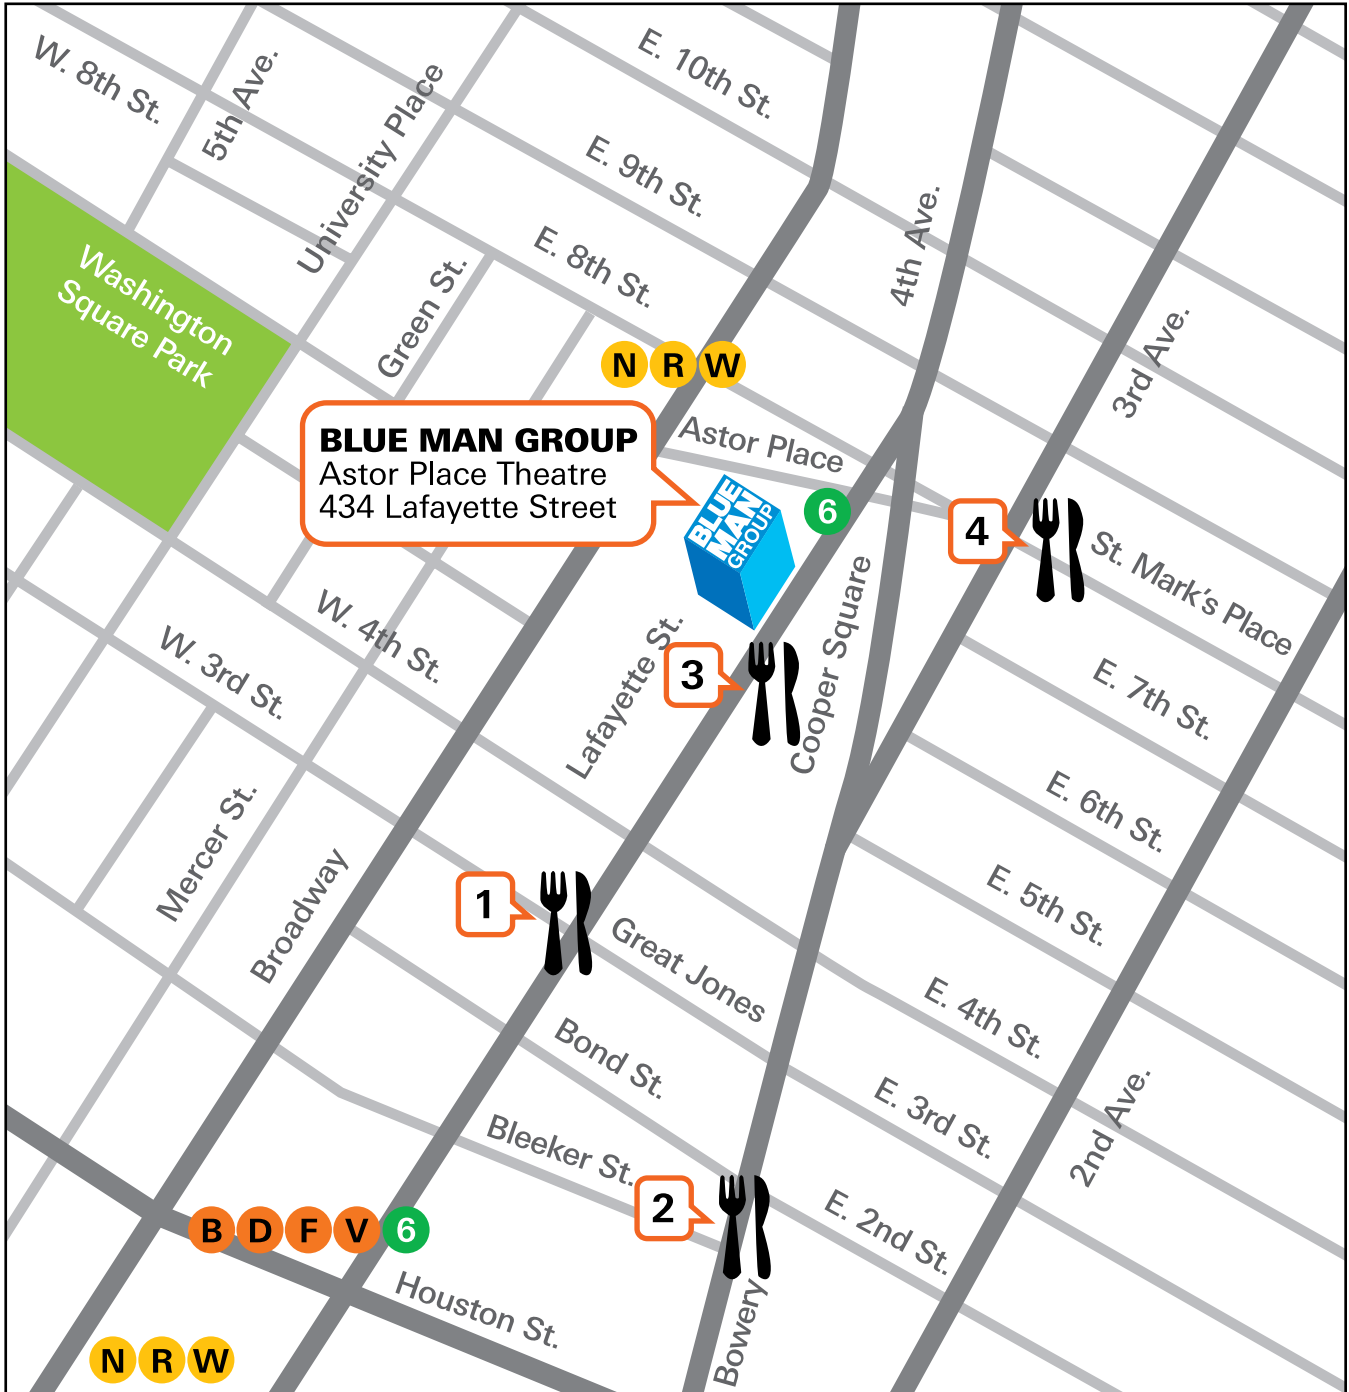 W. 8th St.
5th Ave.
University Place
E. 10th St.
E. 9th St.
E. 8th St.
4th Ave.
3rd Ave.
Washington
Square Park
Green St.
N R W
BLUE MAN GROUP
Astor Place Theatre
434 Lafayette Street
Astor Place
BLUE
MAN
GROUP
6
4
St. Mark's Place
W. 4th St.
W. 3rd St.
Lafayette St.
3
Cooper Square
E. 7th St.
E. 6th St.
Mercer St.
Broadway
1
Great Jones
E. 5th St.
E. 4th St.
Bond St.
E. 3rd St.
2nd Ave.
Bleeker St.
2
E. 2nd St.
B D F V 6
Houston St.
Bowery
N R W